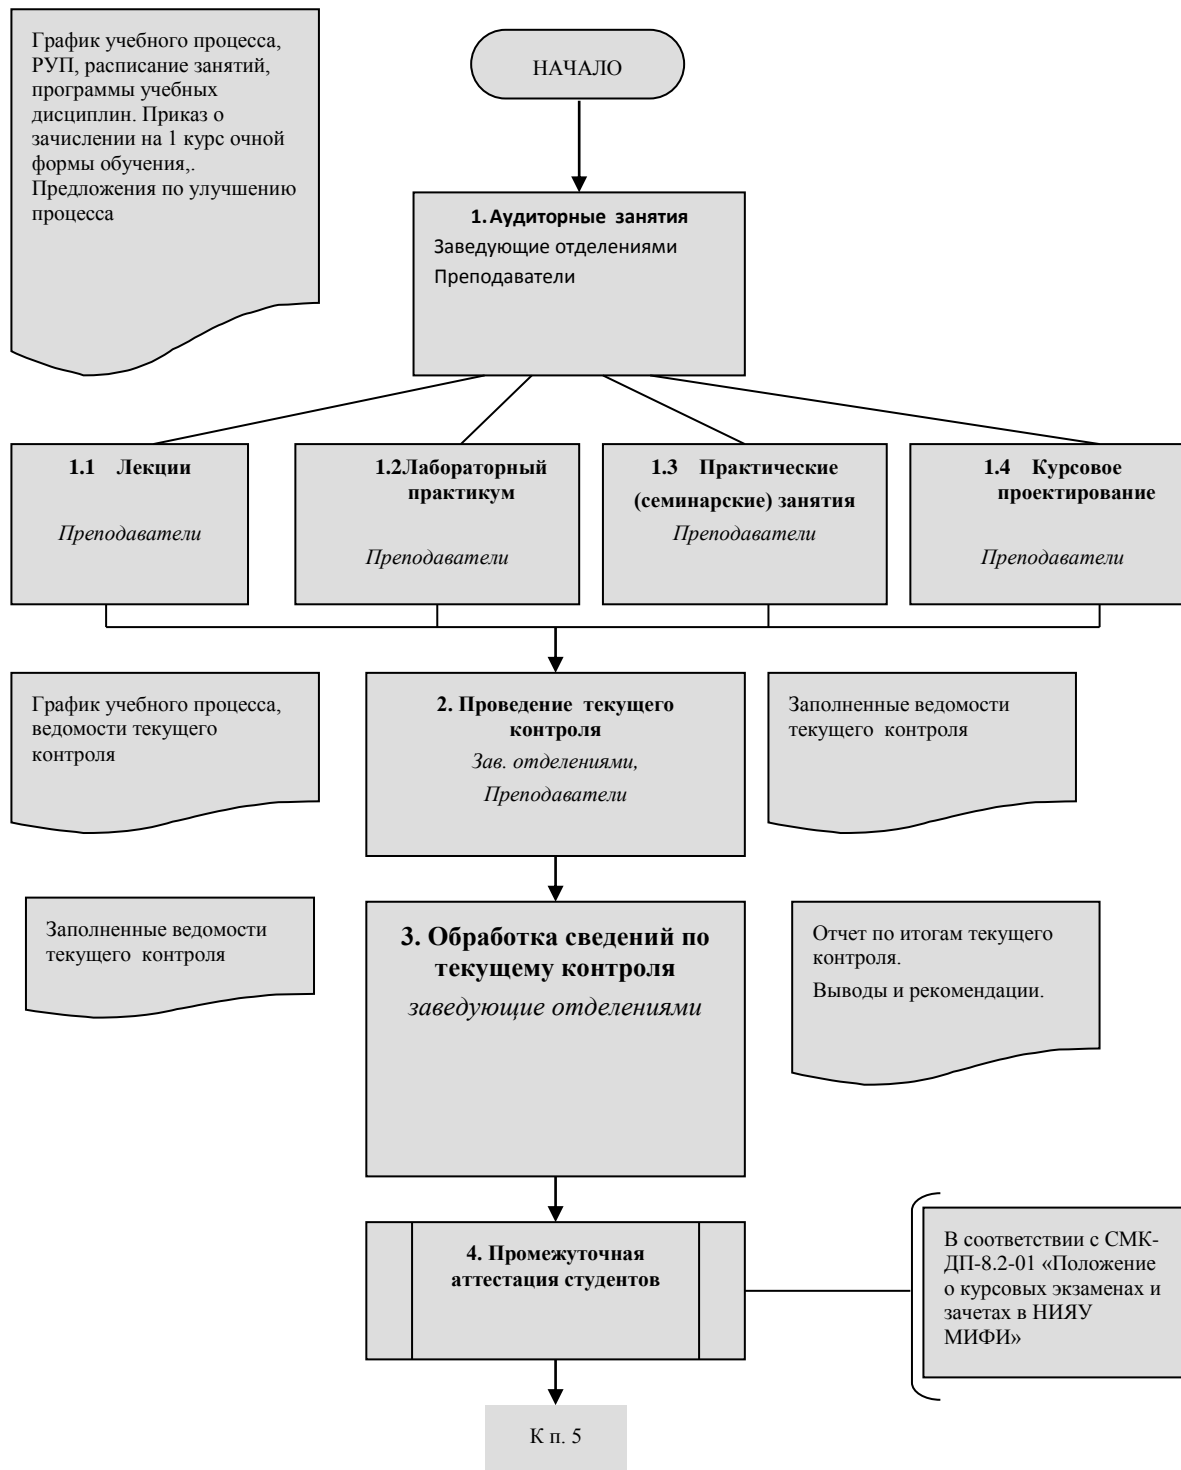 График учебного процесса,
РУП, расписание занятий,
программы учебных
дисциплин. Приказ о
зачислении на 1 курс очной
формы обучения,.
Предложения по улучшению
процесса
НАЧАЛО
1. Аудиторные занятия
Заведующие отделениями
Преподаватели
1.1 Лекции
Преподаватели
1.2Лабораторный
практикум
Преподаватели
1.3 Практические
(семинарские) занятия
Преподаватели
1.4 Курсовое
проектирование
Преподаватели
График учебного процесса,
ведомости текущего
контроля
2. Проведение текущего
контроля
Зав. отделениями,
Преподаватели
Заполненные ведомости
текущего контроля
Заполненные ведомости
текущего контроля
3. Обработка сведений по
текущему контроля
заведующие отделениями
Отчет по итогам текущего
контроля.
Выводы и рекомендации.
4. Промежуточная
аттестация студентов
В соответствии с СМК-
ДП-8.2-01 «Положение
о курсовых экзаменах и
зачетах в НИЯУ
МИФИ»
К п. 5